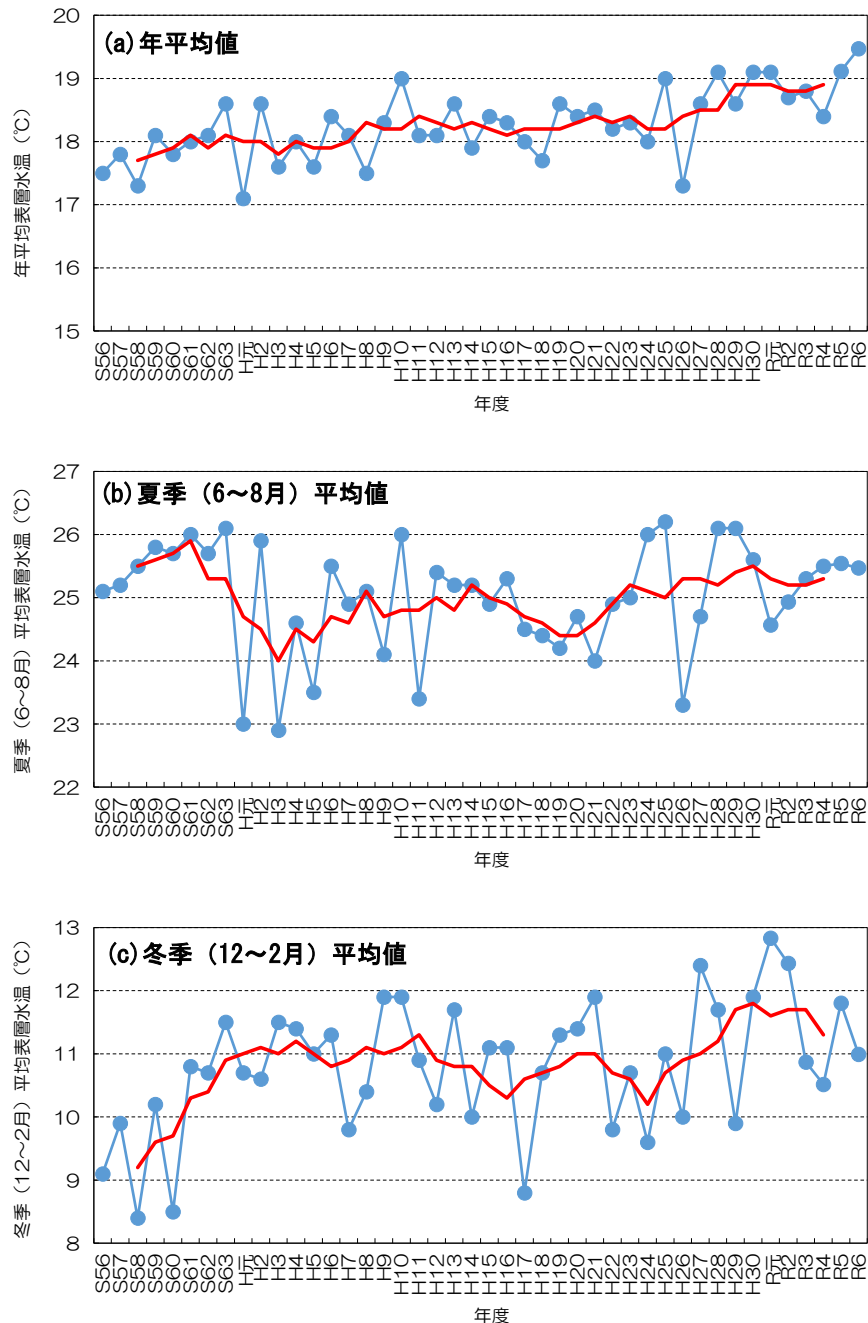 (a)年平均値
年平均表層水温（℃）
20
19
18
17
16
15
S56 S57 S58 S59 S60 S61 S62 S63 H元 H2 H3 H4 H5 H6 H7 H8 H9 H10 H11 H12 H13 H14 H15 H16 H17 H18 H19 H20 H21 H22 H23 H24 H25 H26 H27 H28 H29 H30 R元 R2 R3 R4 R5 R6
年度
(b)夏季（6～8月）平均値
夏季（6～8月）平均表層水温（℃）
27
26
25
24
23
22
S56 S57 S58 S59 S60 S61 S62 S63 H元 H2 H3 H4 H5 H6 H7 H8 H9 H10 H11 H12 H13 H14 H15 H16 H17 H18 H19 H20 H21 H22 H23 H24 H25 H26 H27 H28 H29 H30 R元 R2 R3 R4 R5 R6
年度
(c)冬季（12～2月）平均値
冬季（12～2月）平均表層水温（℃）
13
12
11
10
9
8
S56 S57 S58 S59 S60 S61 S62 S63 H元 H2 H3 H4 H5 H6 H7 H8 H9 H10 H11 H12 H13 H14 H15 H16 H17 H18 H19 H20 H21 H22 H23 H24 H25 H26 H27 H28 H29 H30 R元 R2 R3 R4 R5 R6
年度